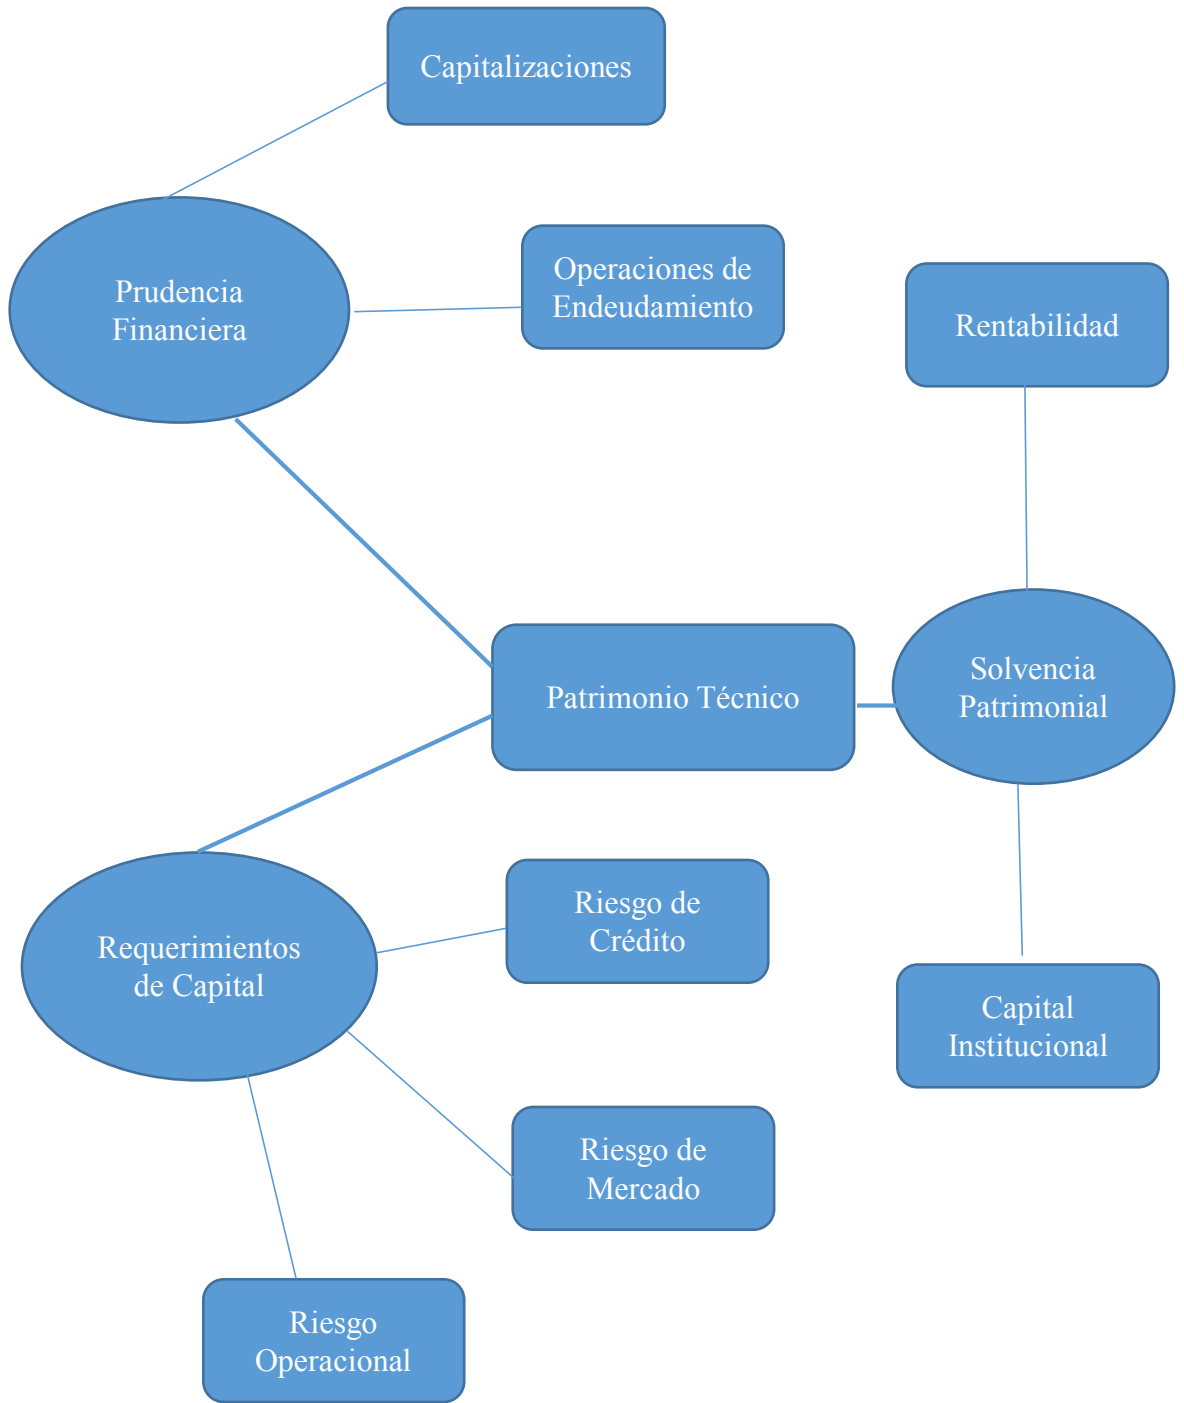 Capitalizaciones
Prudencia
Financiera
Operaciones de
Endeudamiento
Rentabilidad
Patrimonio Técnico
Solvencia
Patrimonial
Requerimientos
de Capital
Riesgo de
Crédito
Capital
Institucional
Riesgo de
Mercado
Riesgo
Operacional